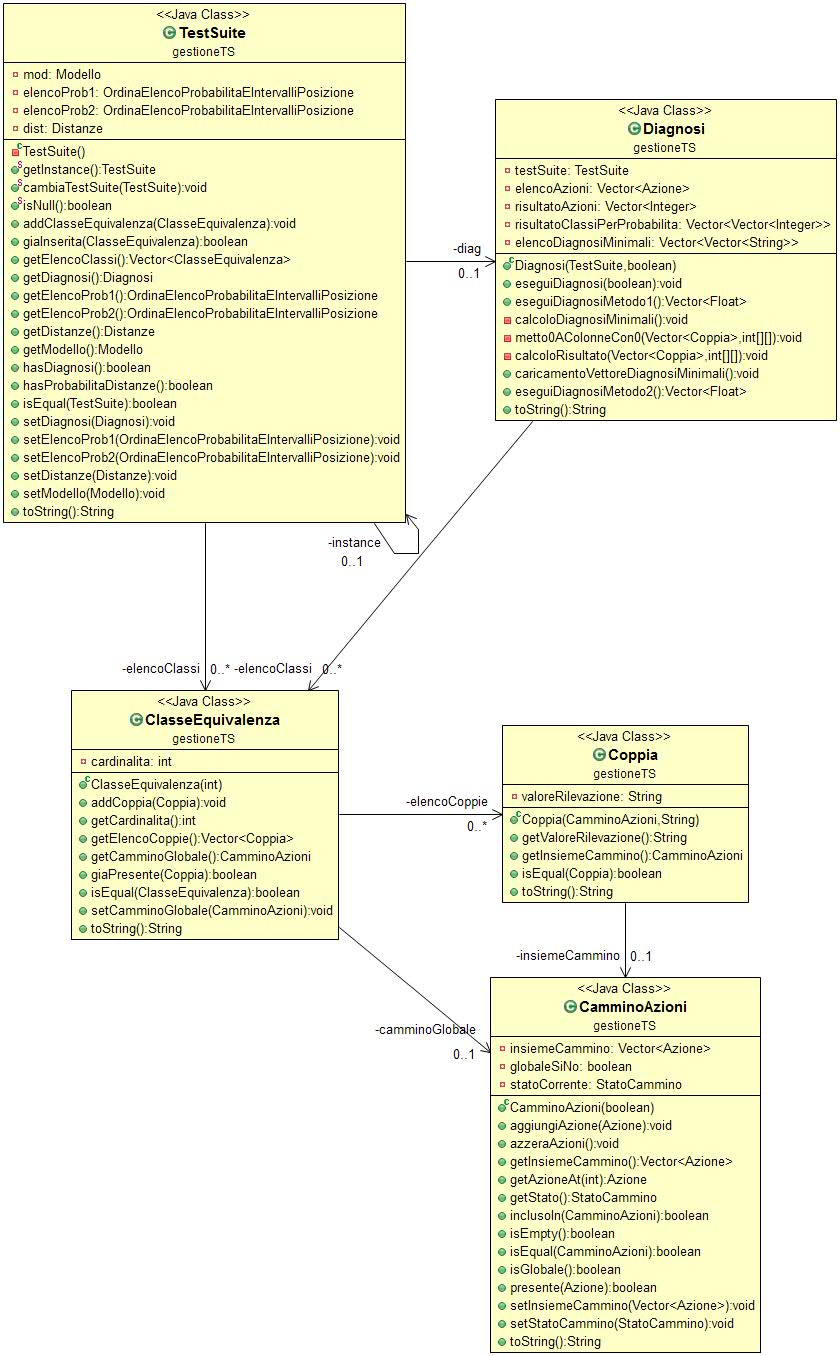 <<Java Class>>
TestSuite
gestioneTS
mod: Modello
elencoProb1: OrdinaElencoProbabilitaEIntervalliPosizione
elencoProb2: OrdinaElencoProbabilitaEIntervalliPosizione
dist: Distanze
TestSuite()
getInstance():TestSuite
cambiaTestSuite(TestSuite):void
isNull():boolean
addClasseEquivalenza(ClasseEquivalenza):void
giaInserita(ClasseEquivalenza):boolean
getElencoClassi():Vector<ClasseEquivalenza>
getDiagnosi():Diagnosi
getElencoProb1():OrdinaElencoProbabilitaEIntervalliPosizione
getElencoProb2():OrdinaElencoProbabilitaEIntervalliPosizione
getDistanze():Distanze
getModello():Modello
hasDiagnosi():boolean
hasProbabilitaDistanze():boolean
isEqual(TestSuite):boolean
setDiagnosi(Diagnosi):void
setElencoProb1(OrdinaElencoProbabilitaEIntervalliPosizione):void
setElencoProb2(OrdinaElencoProbabilitaEIntervalliPosizione):void
setDistanze(Distanze):void
setModello(Modello):void
toString():String
-diag
0..1
<<Java Class>>
Diagnosi
gestioneTS
testSuite: TestSuite
elencoAzioni: Vector<Azione>
risultatoAzioni: Vector<Integer>
risultatoClassiPerProbabilita: Vector<Vector<Integer>>
elencoDiagnosiMinimali: Vector<Vector<String>>
Diagnosi(TestSuite,boolean)
eseguiDiagnosi(boolean):void
eseguiDiagnosiMetodo1():Vector<Float>
calcoloDiagnosiMinimali():void
metto0AColonneCon0(Vector<Coppia>,int[][]):void
calcoloRisultato(Vector<Coppia>,int[][]):void
caricamentoVettoreDiagnosiMinimali():void
eseguiDiagnosiMetodo2():Vector<Float>
toString():String
-instance
0..1
-elencoClassi 0..* -elencoClassi 0..*
<<Java Class>>
ClasseEquivalenza
gestioneTS
cardinalita: int
ClasseEquivalenza(int)
addCoppia(Coppia):void
getCardinalita():int
getElencoCoppie():Vector<Coppia>
getCamminoGlobale():CamminoAzioni
giaPresente(Coppia):boolean
isEqual(ClasseEquivalenza):boolean
setCamminoGlobale(CamminoAzioni):void
toString():String
-elencoCoppie
0..*
<<Java Class>>
Coppia
gestioneTS
valoreRilevazione: String
Coppia(CamminoAzioni,String)
getValoreRilevazione():String
getInsiemeCammino():CamminoAzioni
isEqual(Coppia):boolean
toString():String
-insiemeCammino 0..1
-camminoGlobale
0..1
<<Java Class>>
CamminoAzioni
gestioneTS
insiemeCammino: Vector<Azione>
globaleSiNo: boolean
statoCorrente: StatoCammino
CamminoAzioni(boolean)
aggiungiAzione(Azione):void
azzeraAzioni():void
getInsiemeCammino():Vector<Azione>
getAzioneAt(int):Azione
getStato():StatoCammino
inclusoIn(CamminoAzioni):boolean
isEmpty():boolean
isEqual(CamminoAzioni):boolean
isGlobale():boolean
presente(Azione):boolean
setInsiemeCammino(Vector<Azione>):void
setStatoCammino(StatoCammino):void
toString():String